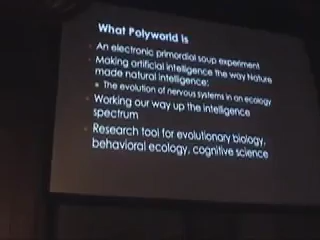 What Polyworld is
An electronic primordial soup experiment
Making artificial intelligence the way Nature
made natural intelligence:
The evolution of nervous systems in an ecology
Working our way up the intelligence
spectrum
Research tool for evolutionary biology,
behavioral ecology, cognitive science